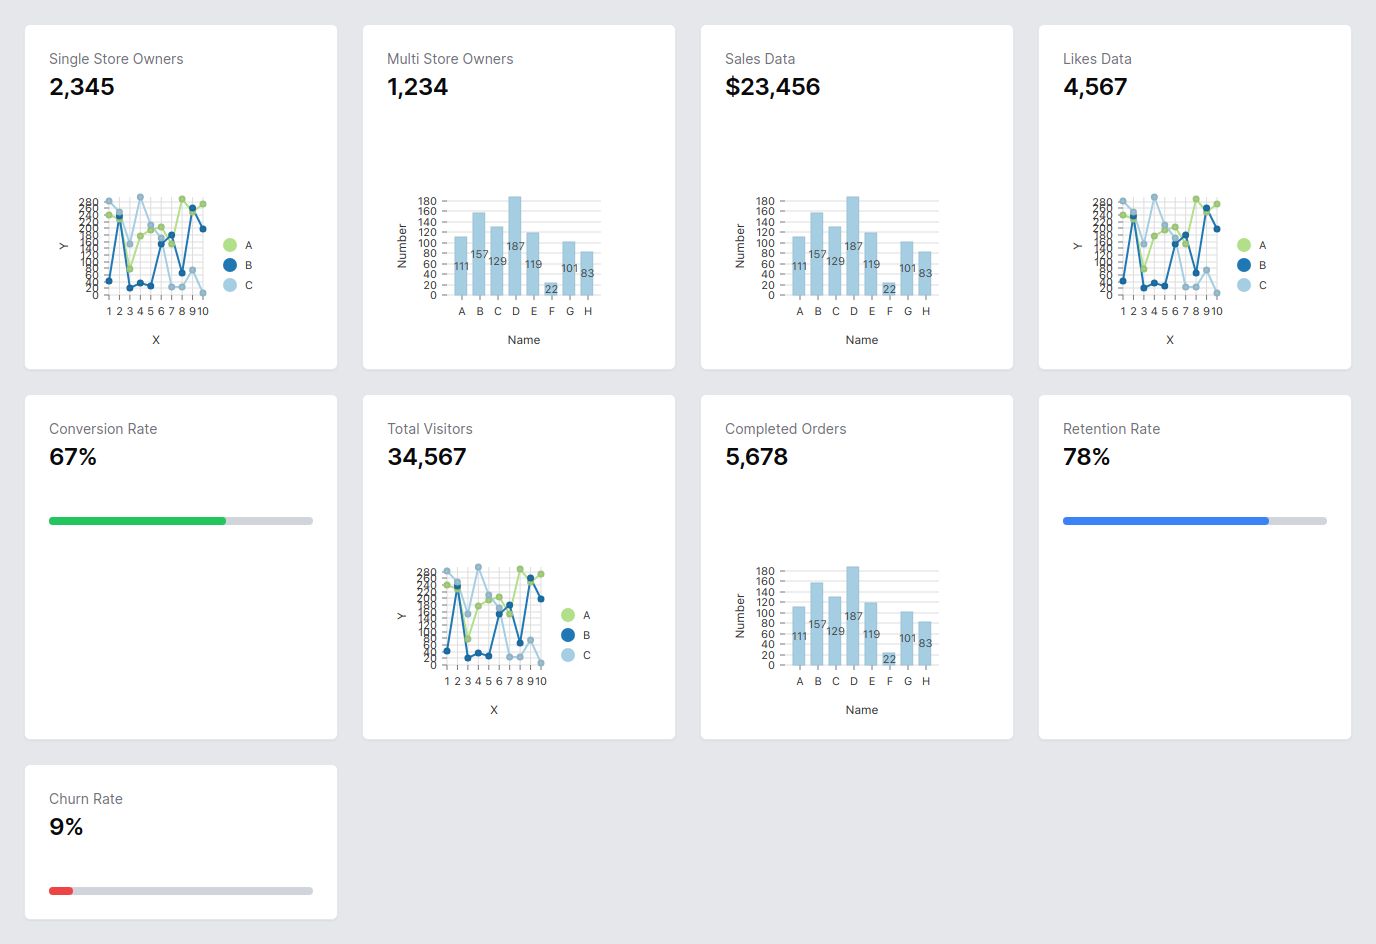 Single Store Owners
2,345
280
260
240
220
200
180
160
140
120
100
80
60
40
20
0
Y
1 2 3 4 5 6 7 8 9 10
X
A
B
C
Multi Store Owners
1,234
180
160
140
120
100
80
60
40
20
0
Number
111 157 129 187 119 22 101 83
A B C D E F G H
Name
Sales Data
$23,456
180
160
140
120
100
80
60
40
20
0
Number
111 157 129 187 119 22 101 83
A B C D E F G H
Name
Likes Data
4,567
280
260
240
220
200
180
160
140
120
100
80
60
40
20
0
Y
1 2 3 4 5 6 7 8 9 10
X
A
B
C
Conversion Rate
67%
Total Visitors
34,567
280
260
240
220
200
180
160
140
120
100
80
60
40
20
0
Y
1 2 3 4 5 6 7 8 9 10
X
A
B
C
Completed Orders
5,678
180
160
140
120
100
80
60
40
20
0
Number
111 157 129 187 119 22 101 83
A B C D E F G H
Name
Retention Rate
78%
Churn Rate
9%